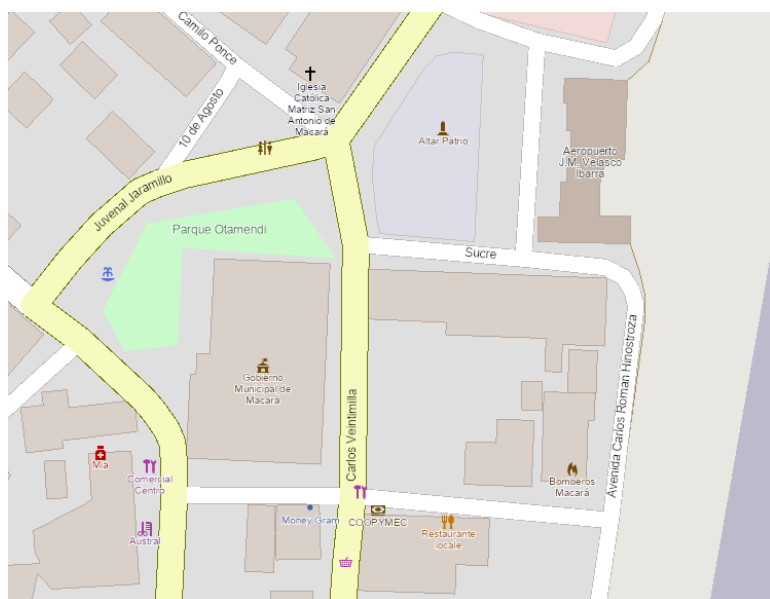 Camilo Ponce
10 de Agosto
Iglesia
Católica
Matriz San
Antonio de
Macará
Altar Patrio
Aeropuerto
J.M. Velasco
Ibarra
Juvenal Jaramillo
Parque Otamendi
Sucre
Gobierno
Municipal de
Macará
Carlos Veintimilla
Avenida Carlos Roman Hinostroza
Mia
Comercial
Centro
Bomberos
Macará
Money Gram
COOPYMEC
Restaurante
locale
Austral